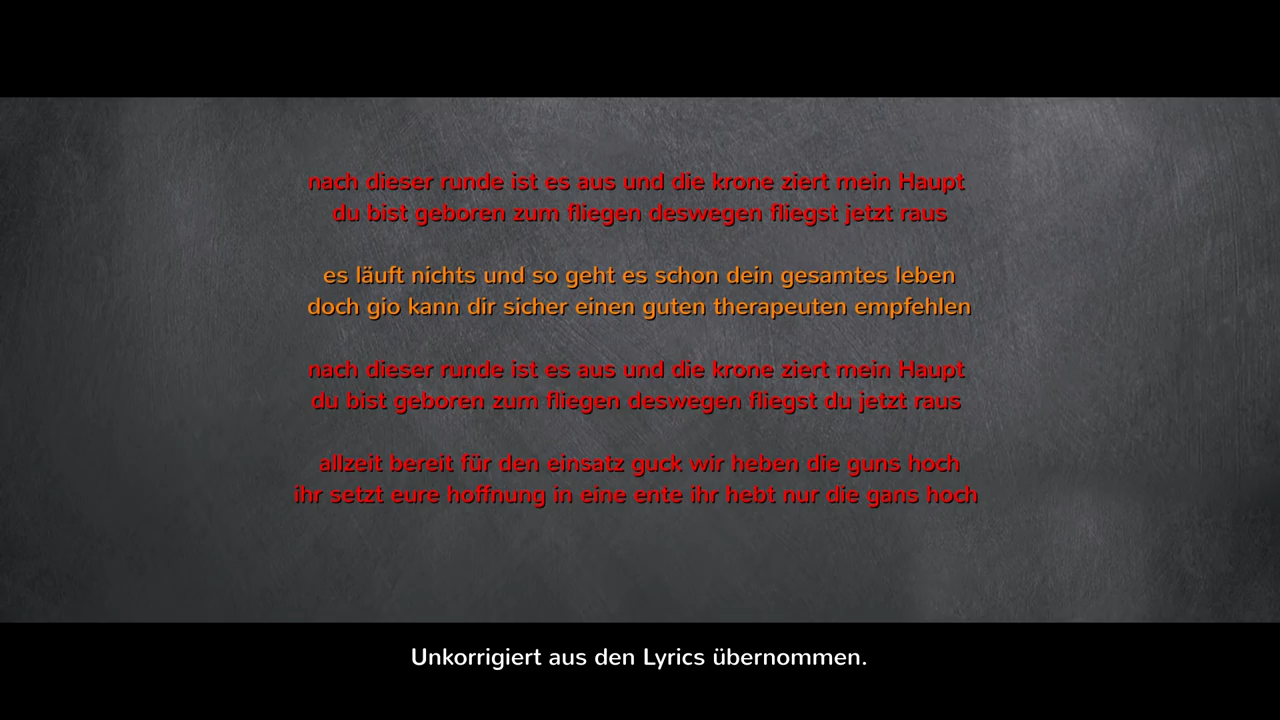 nach dieser runde ist es aus und die krone ziert mein Haupt
du bist geboren zum fliegen deswegen fliegst jetzt raus
es läuft nichts und so geht es schon dein gesamtes leben
doch gio kann dir sicher einen guten therapeuten empfehlen
nach dieser runde ist es aus und die krone ziert mein Haupt
du bist geboren zum fliegen deswegen fliegst du jetzt raus
allzeit bereit für den einsatz guck wir heben die guns hoch
ihr setzt eure hoffnung in eine ente ihr hebt nur die gans hoch
Unkorrigiert aus den Lyrics übernommen.